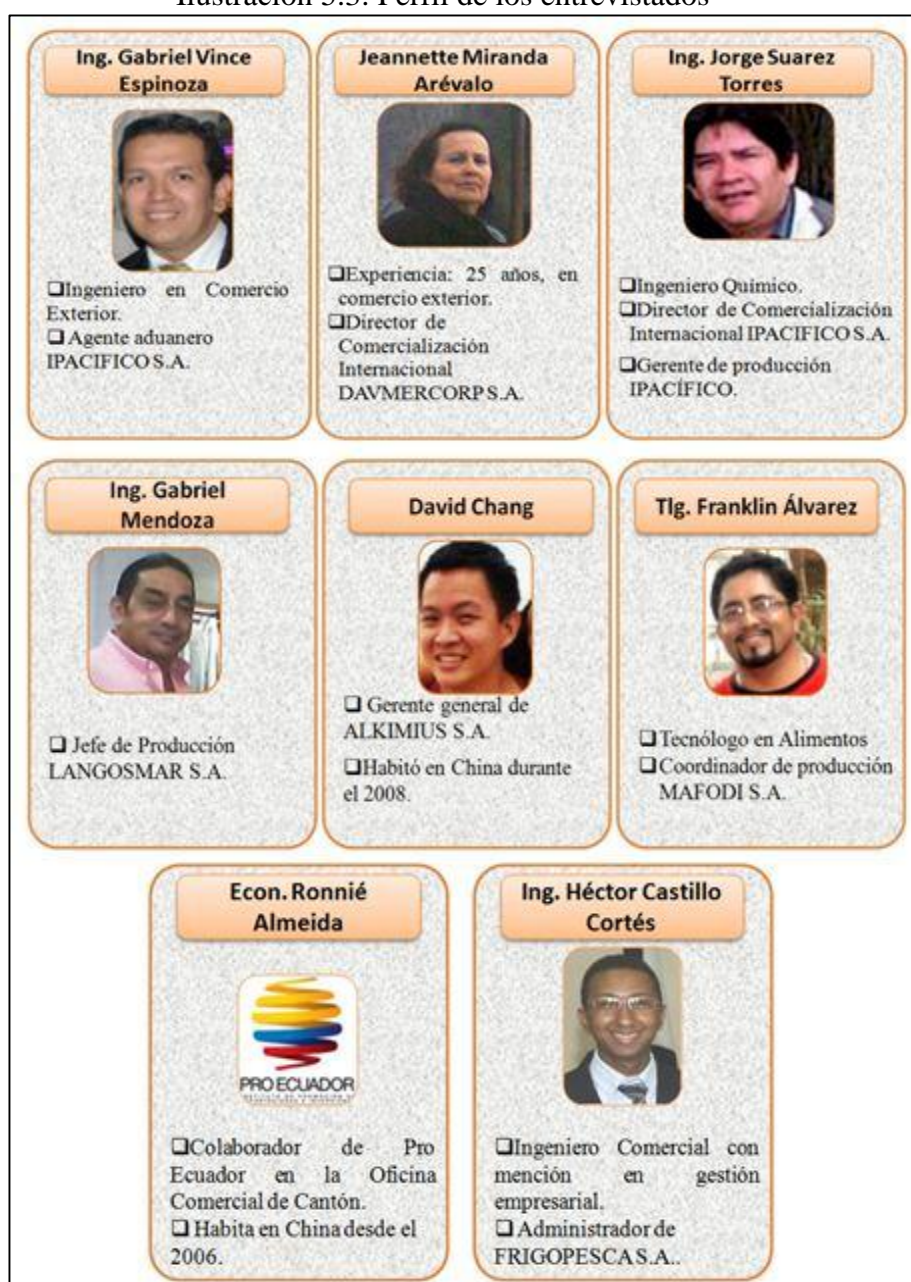 Ilustración 3.3. Perfil de los entrevistados
Ing. Gabriel Vince
Espinoza
❑Ingeniero en Comercio
Exterior.
❑ Agente aduanero
IPACIFICO S.A.
Jeannette Miranda
Arévalo
❑Experiencia: 25 años, en
comercio exterior.
❑Director de
Comercialización
Internacional
DAVMERCORP S.A.
Ing. Jorge Suarez
Torres
❑Ingeniero Químico.
❑Director de Comercialización
Internacional IPACIFICO S.A.
❑Gerente de producción
IPACÍFICO.
Ing. Gabriel
Mendoza
❑ Jefe de Producción
LANGOSMAR S.A.
David Chang
❑ Gerente general de
ALKIMIUS S.A.
❑Habitó en China durante
el 2008.
Tlg. Franklin Álvarez
❑Tecnólogo en Alimentos
❑Coordinador de producción
MAFODI S.A.
Econ. Ronnié
Almeida
PRO ECUADOR
❑Colaborador de Pro
Ecuador en la Oficina
Comercial de Cantón.
❑ Habita en China desde el
2006.
Ing. Héctor Castillo
Cortés
❑Ingeniero Comercial con
mención en gestión
empresarial.
❑ Administrador de
FRIGOPESCA S.A..